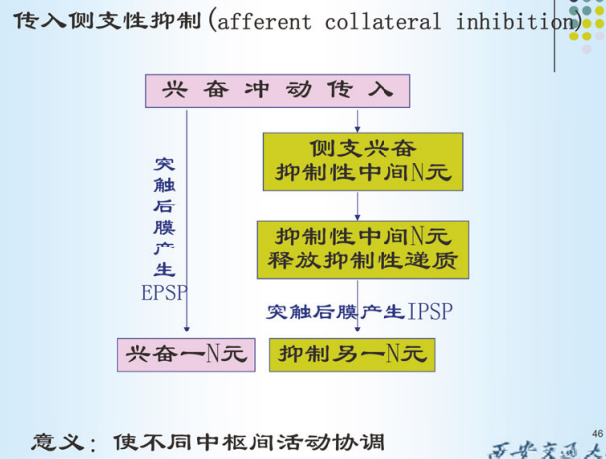 传入侧支性抑制(afferent collateral inhibition)
兴 奋 冲 动 传 入
侧支兴奋
抑制性中间N元
突
触
后
膜
产
生
EPSP
抑制性中间N元
释放抑制性递质
突触后膜产生IPSP
兴奋一N元
抑制另一N元
意义：使不同中枢间活动协调
46
西安交通大